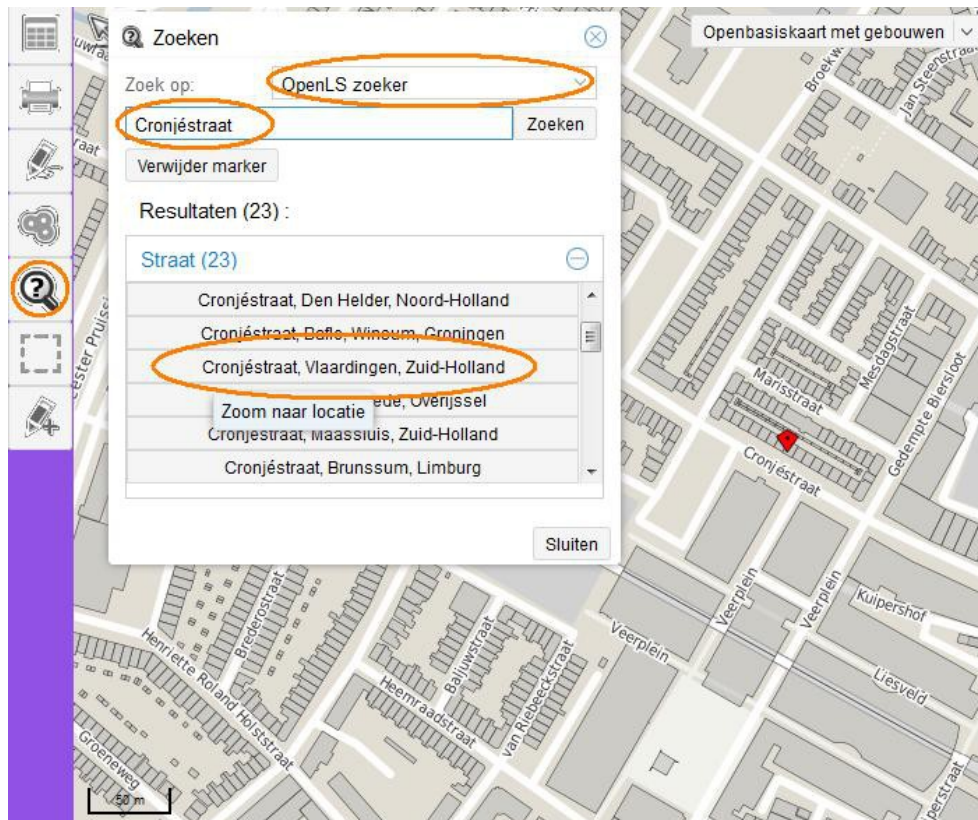 Zoeken
Openbasiskaart met gebouwen
Zoek op:
OpenLS zoeker
Cronjéstraat
Zoeken
Verwijder marker
Resultaten (23) :
Straat (23)
Cronjéstraat, Den Helder, Noord-Holland
Cronjéstraat, Baflo, Winsum, Groningen
Cronjéstraat, Vlaardingen, Zuid-Holland
Overijssel
Zoom naar locatie
Cronjéstraat, Maassluis, Zuid-Holland
Cronjéstraat, Brunssum, Limburg
Sluiten
Jan Steenstraat
Mesdagstraat
Marisstraat
Gedempte Biersloot
Cronjéstraat
Veerplein
Veerplein
Kuipershof
Veerplein
Liesveld
Brederostraat
Henriette Roland Holststraat
Baljuwstraat
Heemraadstraat
van Riebeeckstraat
Groeneweg
50 m